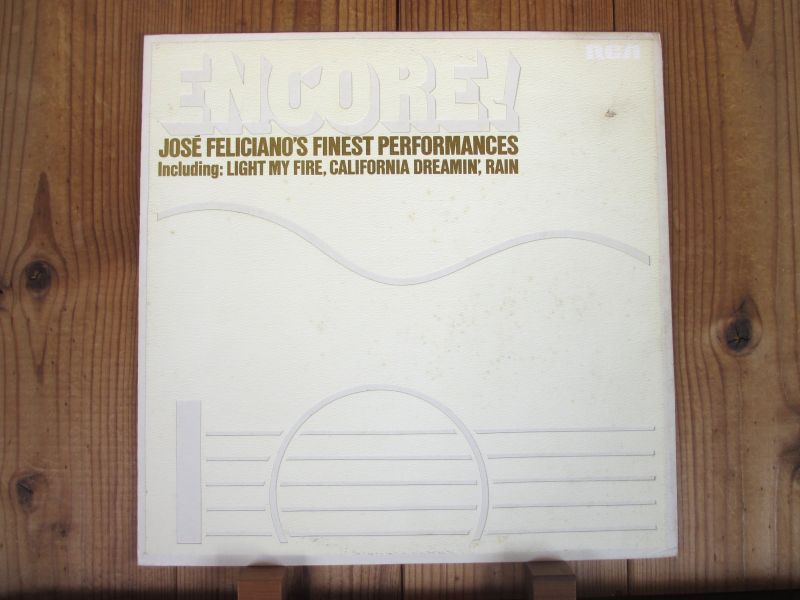 RCA
ENCORE!
JOSÉ FELICIANO'S FINEST PERFORMANCES
Including: LIGHT MY FIRE, CALIFORNIA DREAMIN', RAIN